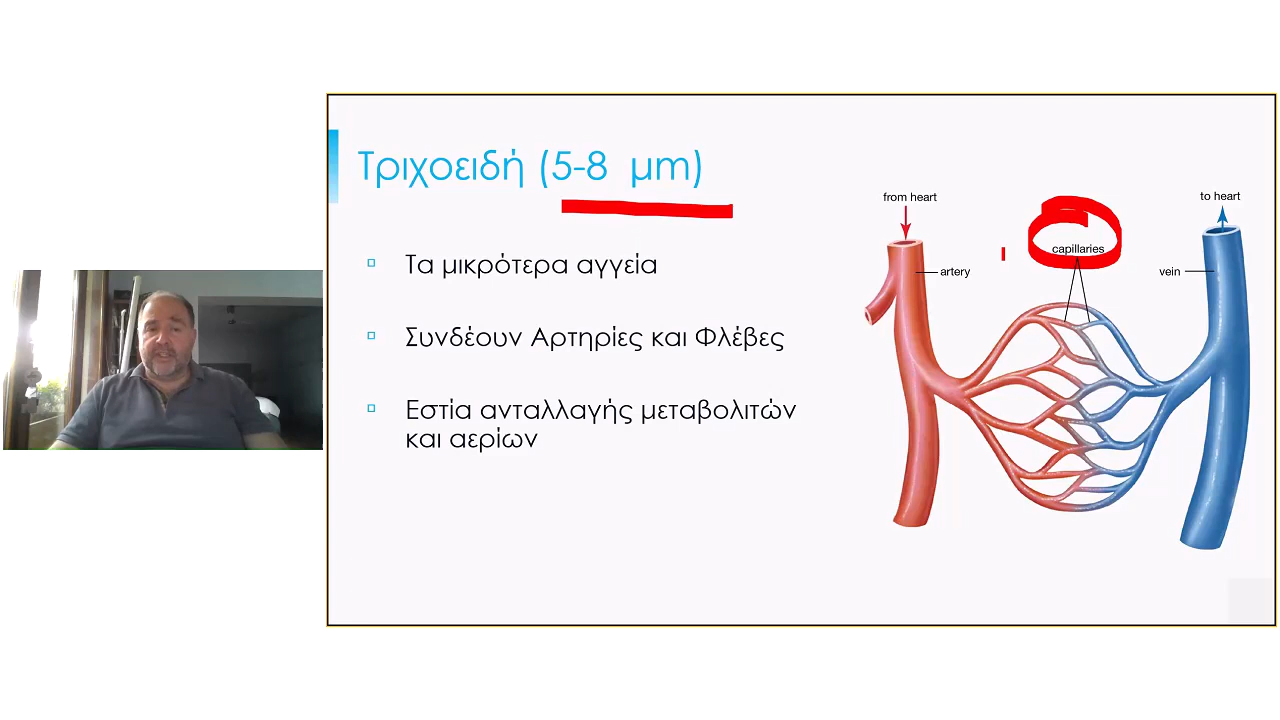 Τριχοειδή (5-8 μm)
Τα μικρότερα αγγεία
Συνδέουν Αρτηρίες και Φλέβες
Εστία ανταλλαγής μεταβολιτών
και αερίων
from heart
to heart
capillaries
artery
vein